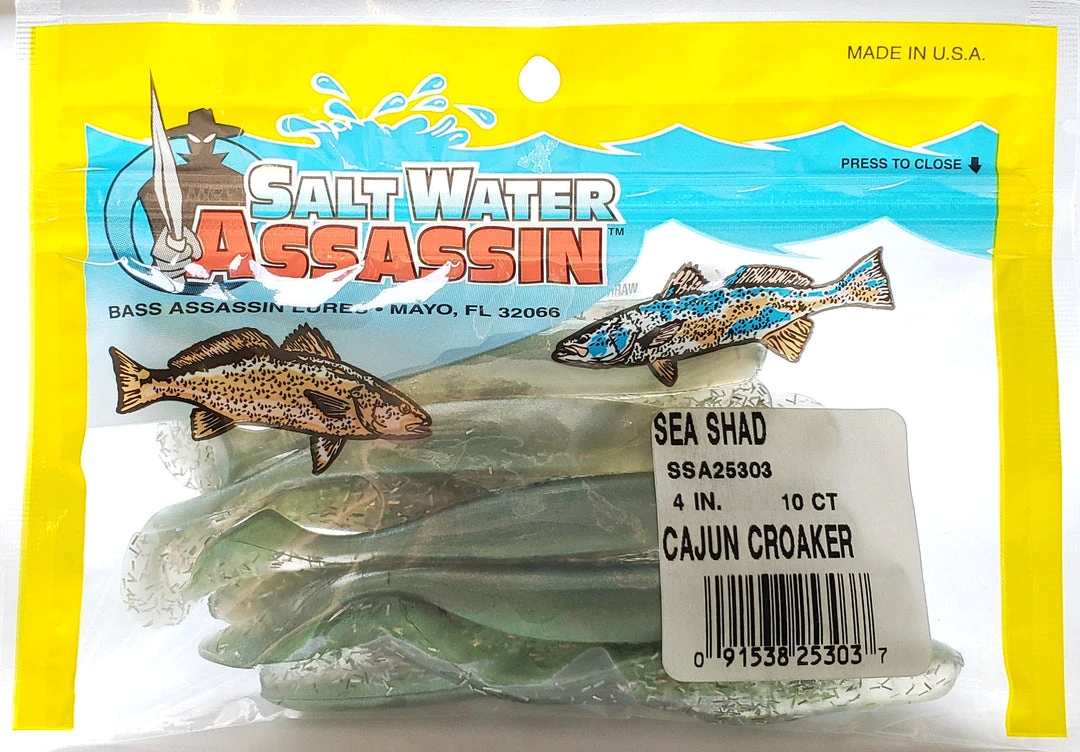 MADE IN U.S.A.
PRESS TO CLOSE
SALT WATER
ASSASSIN™
BASS ASSASSIN LURES • MAYO, FL 32066
SEA SHAD
SSA25303
4 IN. 10 CT
CAJUN CROAKER
0 91538 25303 7